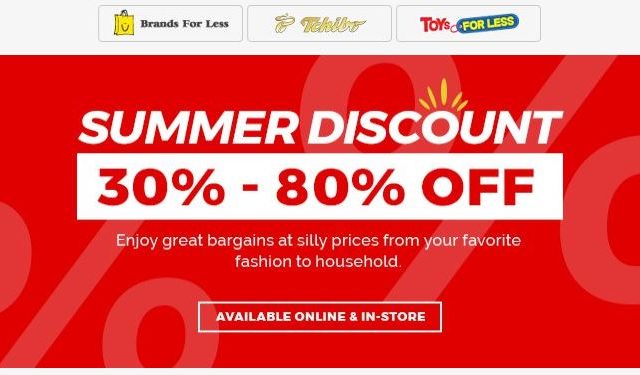 Brands For Less
Tchibo
TOYS FOR LESS
SUMMER DISCOUNT
30% - 80% OFF
Enjoy great bargains at silly prices from your favorite
fashion to household.
AVAILABLE ONLINE & IN-STORE